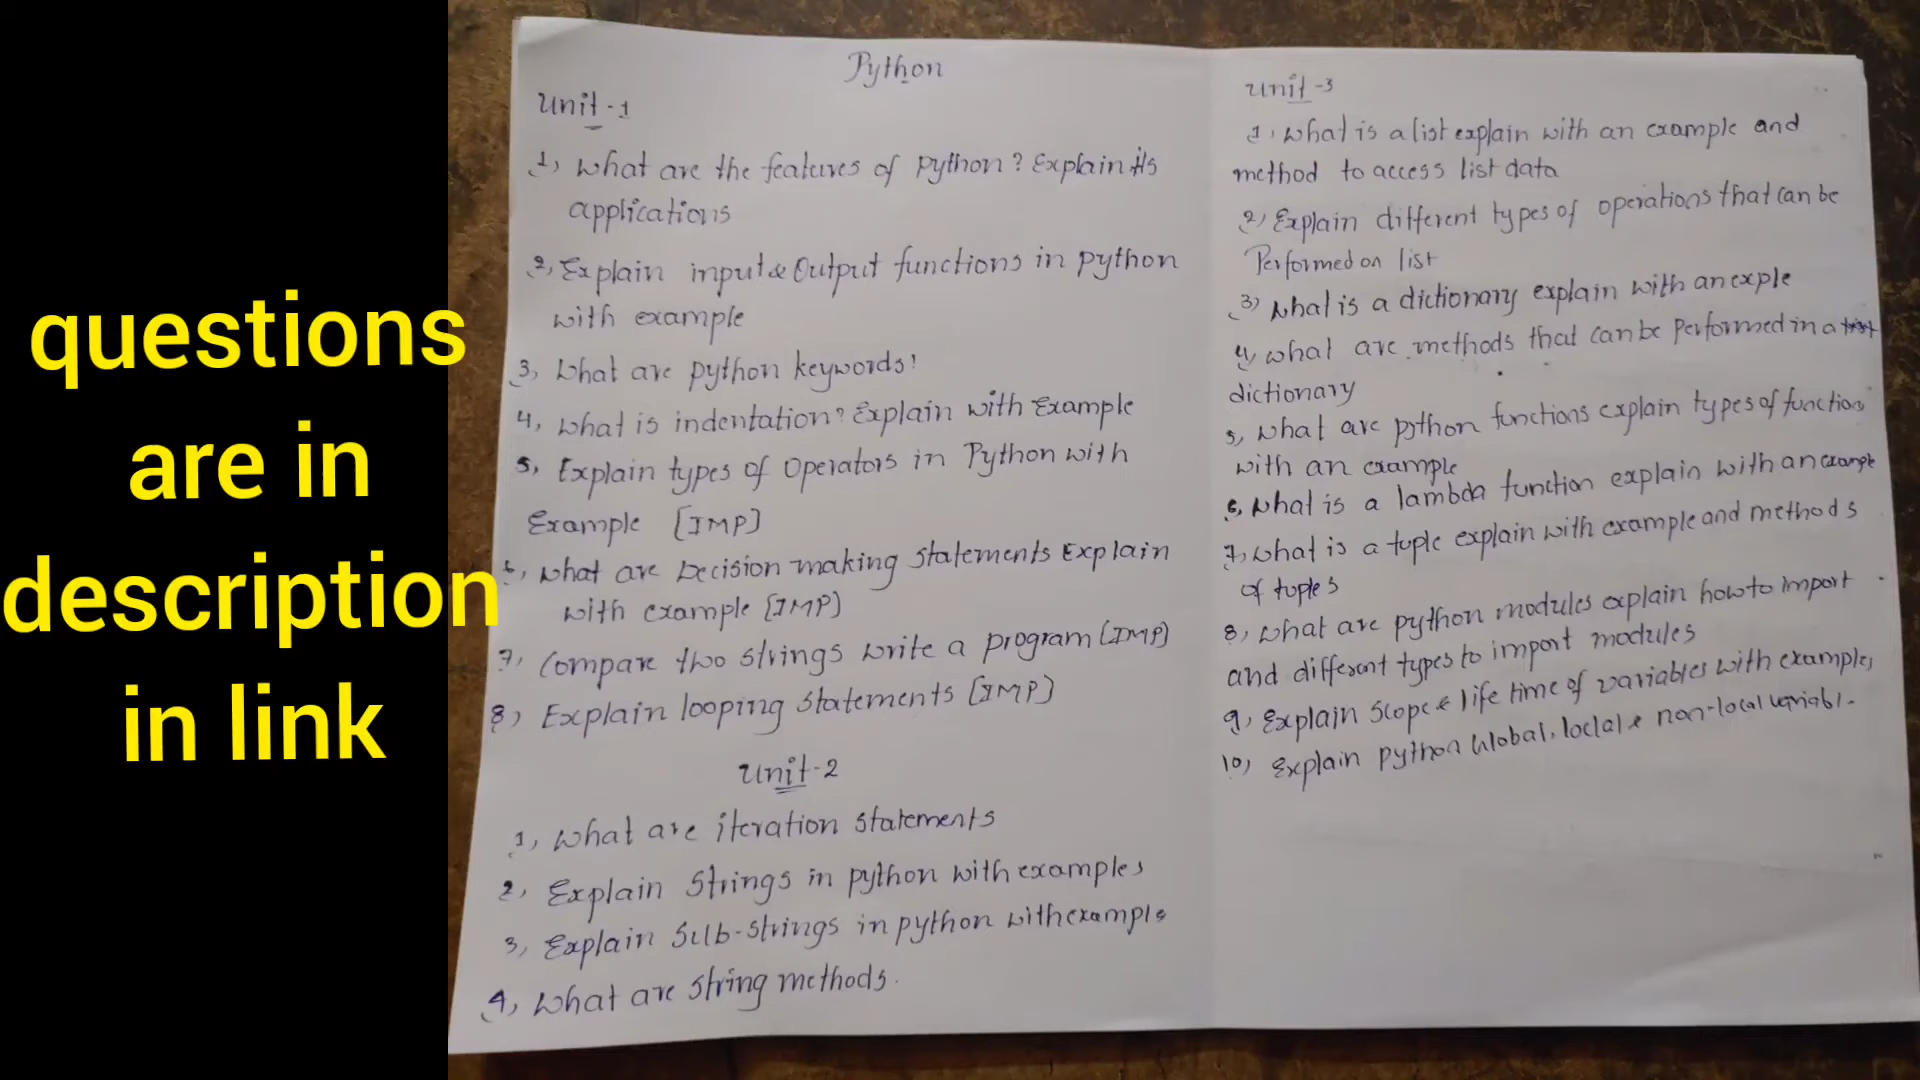 questions
are in
description
in link
Python
Unit-1
1, What are the features of python? Explain its
applications
2, Explain input & Output functions in python
with example
3, What are python keywords?
4, What is indentation? Explain with Example
5, Explain types of Operators in Python with
Example [IMP]
6, What are Decision making statements Explain
with example [IMP]
7, Compare two strings write a program [IMP]
8) Explain looping statements [IMP]
Unit-2
1, What are iteration statements
2, Explain Strings in python with examples
3, Explain Sub-strings in python with example
4, What are string methods.
Unit-3
1, What is a list explain with an example and
method to access list data
2, Explain different types of operations that can be
Performed on list
3) What is a dictionary explain with an exple
4, what are methods that can be performed in a
dictionary
5, What are python functions explain types of function
with an example
6, What is a lambda function explain with an example
7, What is a tuple explain with example and methods
of tuples
8, What are python modules explain how to import
and different types to import modules
9, Explain Scope & life time of variables with examples
10) Explain python Global, loclal & non-local variabl.